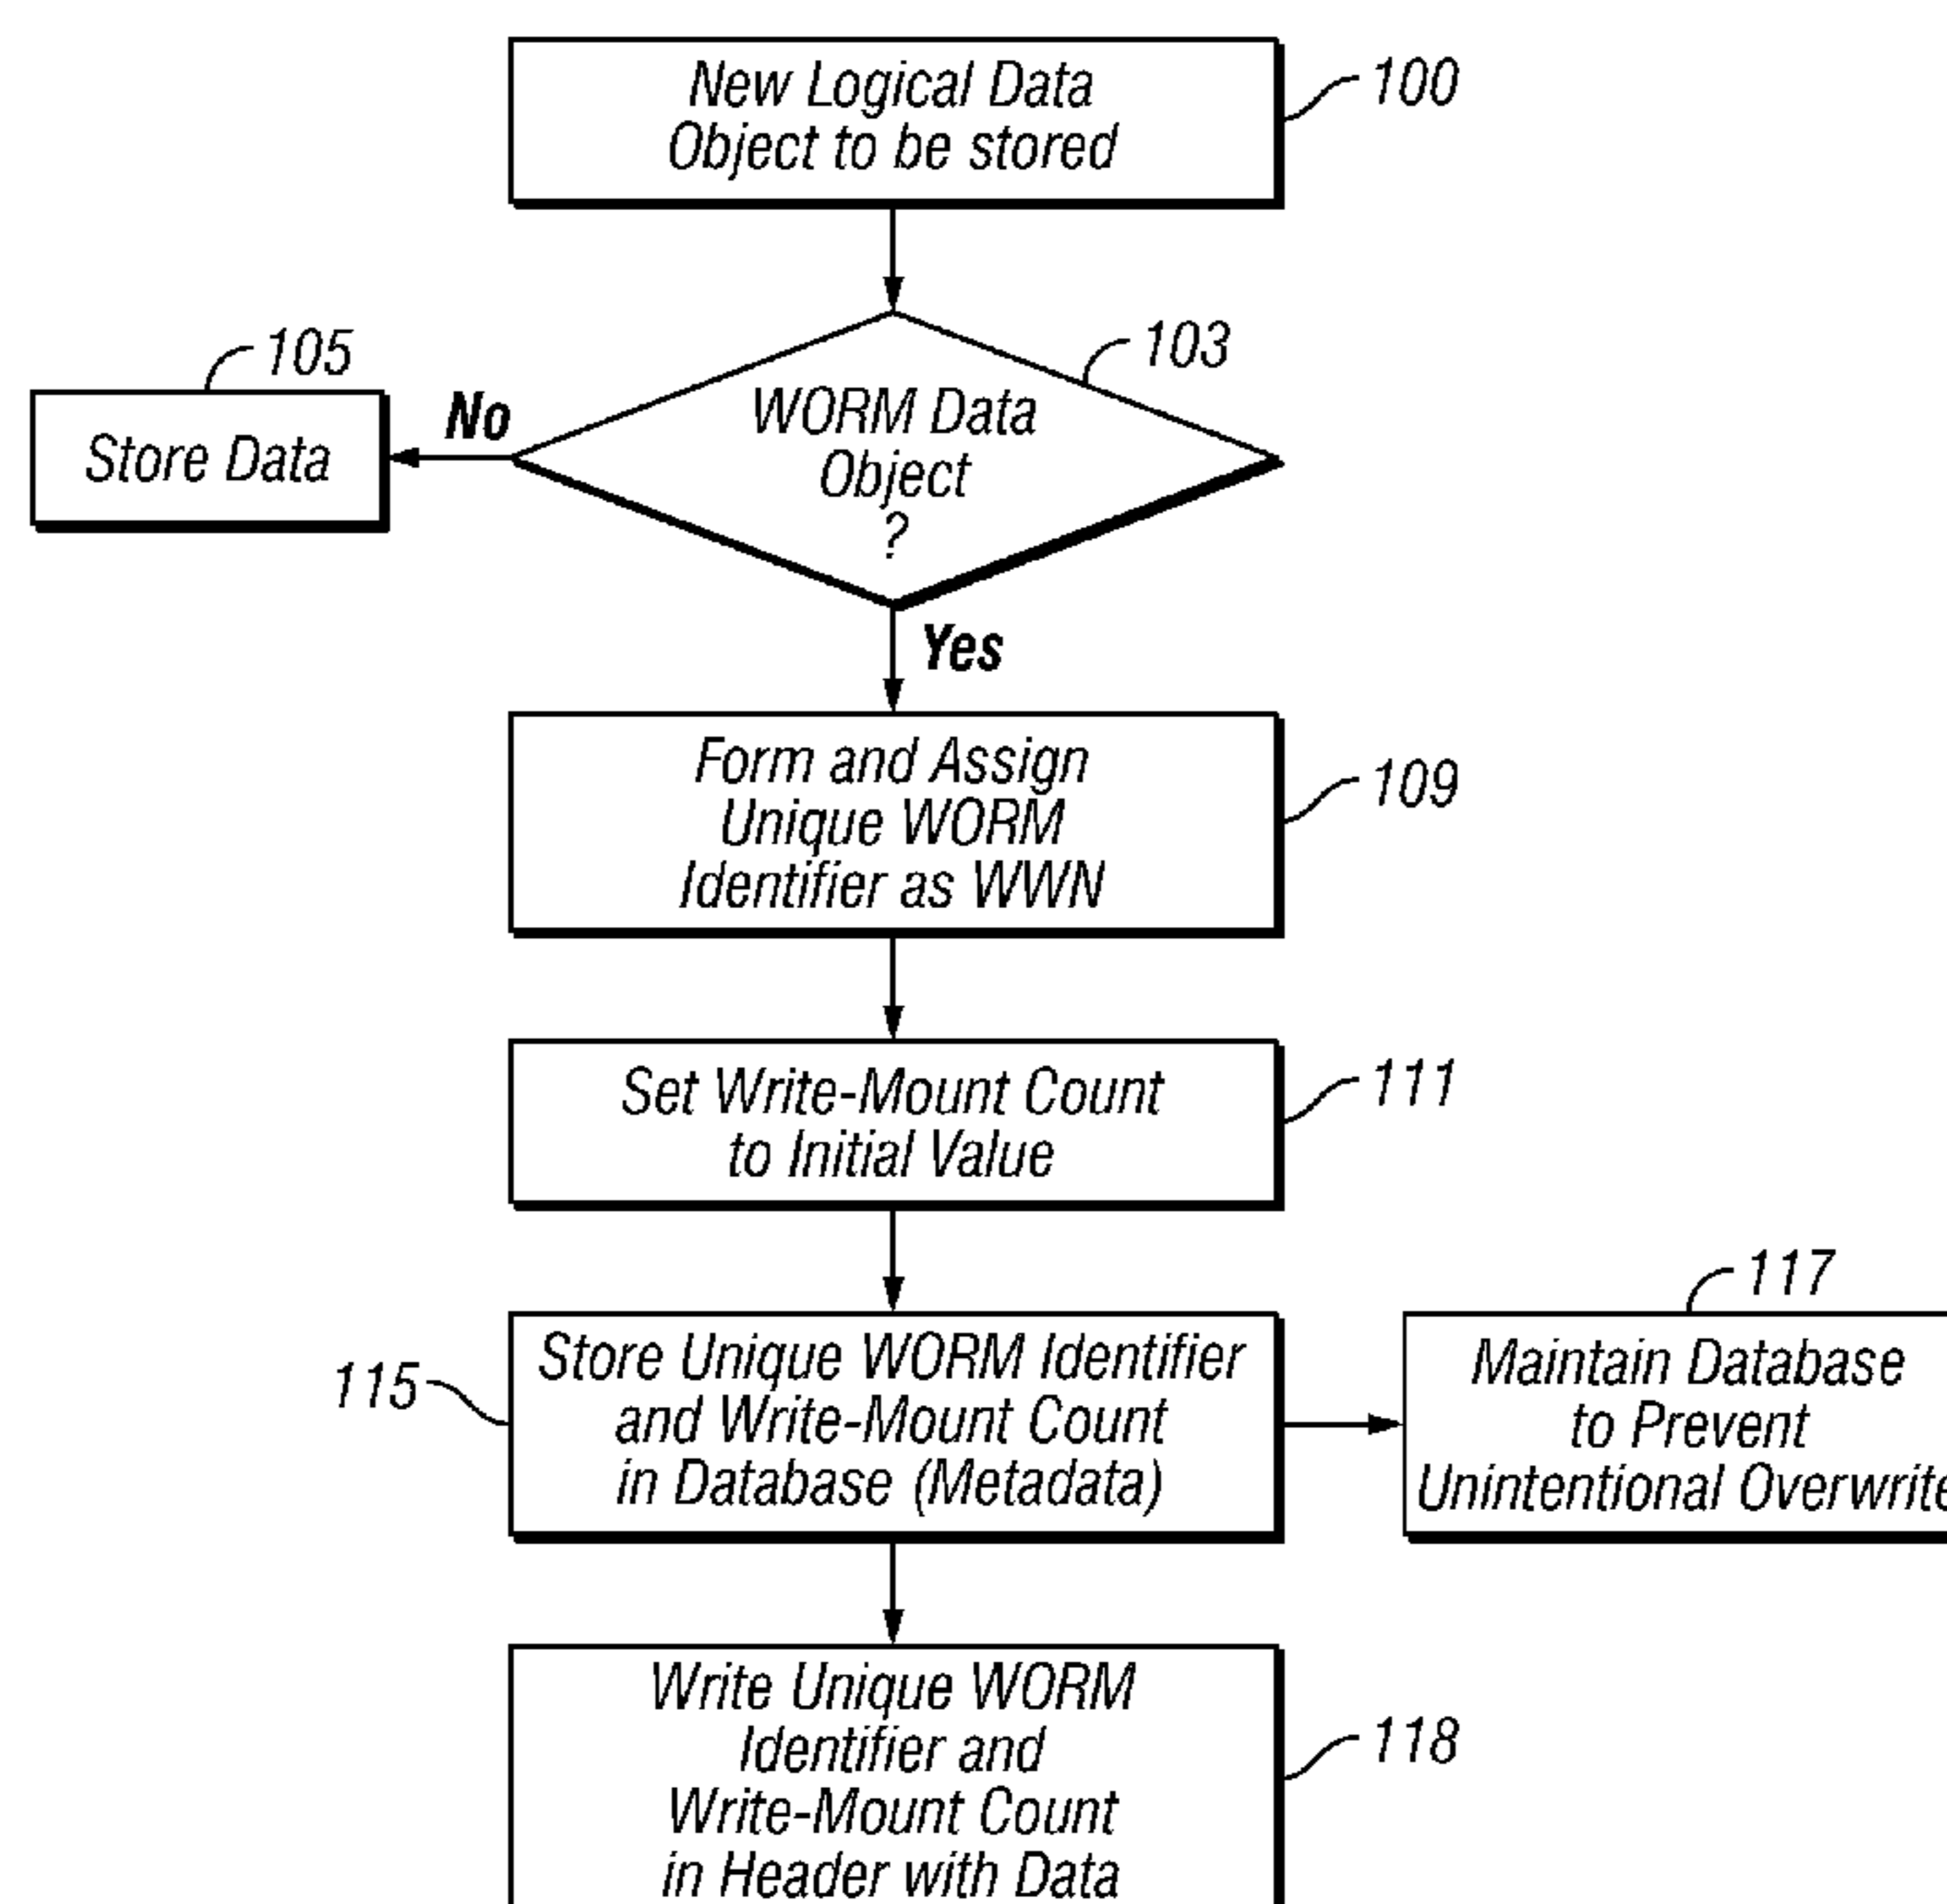 New Logical Data
Object to be stored
100
103
105
WORM Data
Object
?
No
Store Data
Yes
Form and Assign
Unique WORM
Identifier as WWN
109
Set Write-Mount Count
to Initial Value
111
117
115
Store Unique WORM Identifier
and Write-Mount Count
in Database (Metadata)
Maintain Database
to Prevent
Unintentional Overwrite
Write Unique WORM
Identifier and
Write-Mount Count
in Header with Data
118